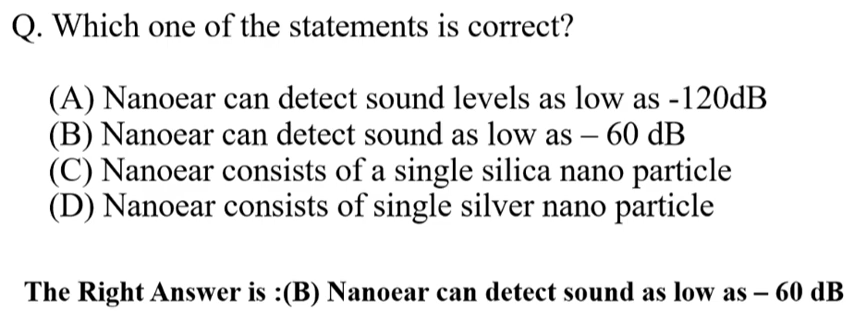 Q. Which one of the statements is correct?
(A) Nanoear can detect sound levels as low as -120dB
(B) Nanoear can detect sound as low as – 60 dB
(C) Nanoear consists of a single silica nano particle
(D) Nanoear consists of single silver nano particle
The Right Answer is :(B) Nanoear can detect sound as low as – 60 dB